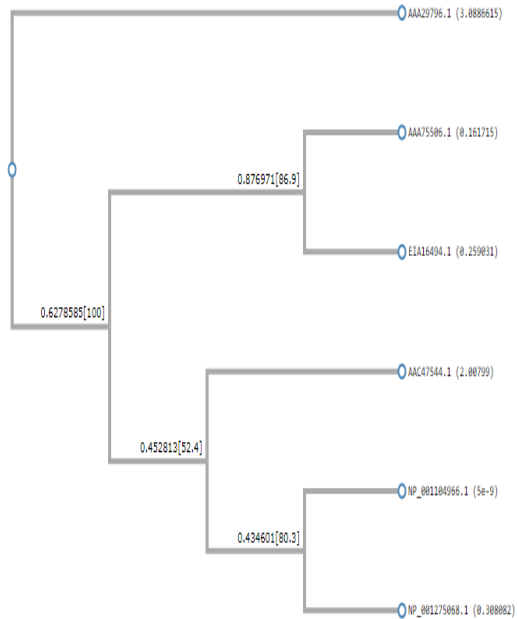 AAA29796.1 (3.0886615)
AAA75506.1 (0.161715)
0.876971[86.9]
EIA16494.1 (0.259031)
0.6278585[100]
AAC47544.1 (2.00799)
0.452813[52.4]
NP_001104966.1 (5e-9)
0.434601[80.3]
NP_001275068.1 (0.308082)